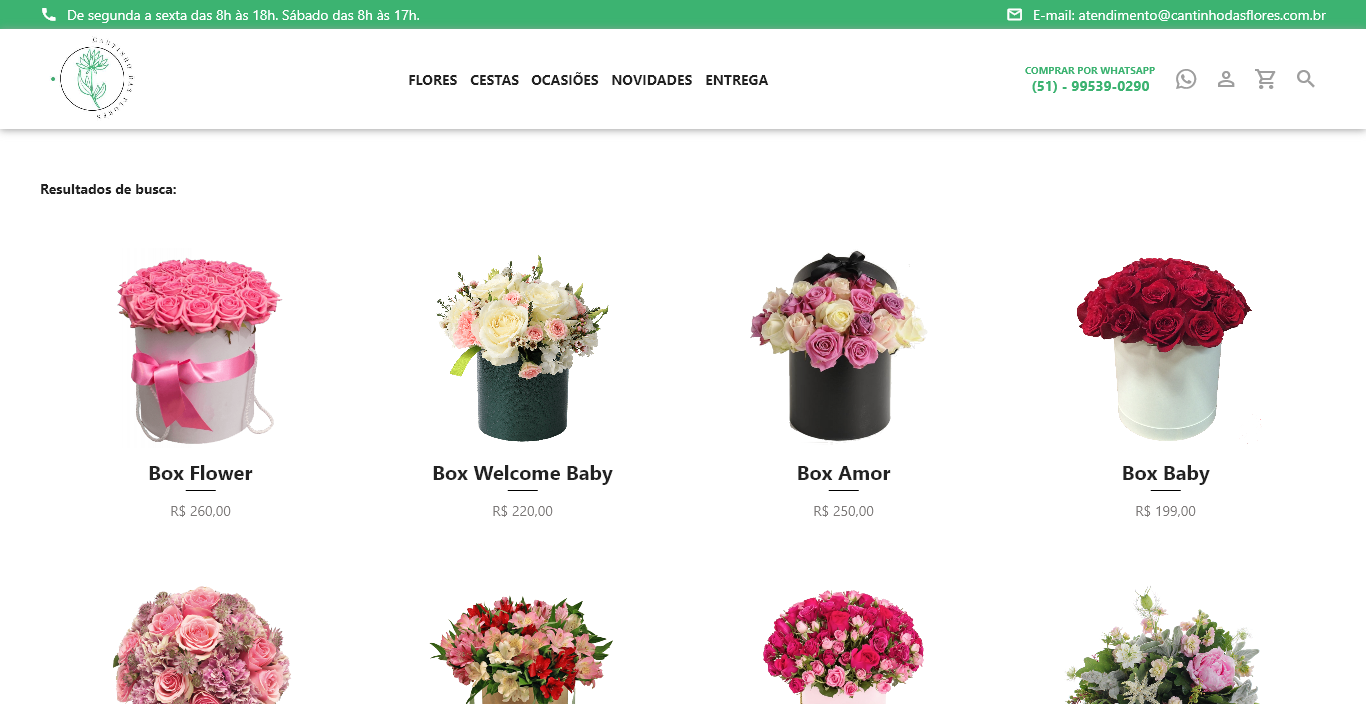 De segunda a sexta das 8h às 18h. Sábado das 8h às 17h.
E-mail: atendimento@cantinhodasflores.com.br
CANTINHO DAS FLORES
FLORES CESTAS OCASIÕES NOVIDADES ENTREGA
COMPRAR POR WHATSAPP
(51) - 99539-0290
Resultados de busca:
Box Flower
R$ 260,00
Box Welcome Baby
R$ 220,00
Box Amor
R$ 250,00
Box Baby
R$ 199,00